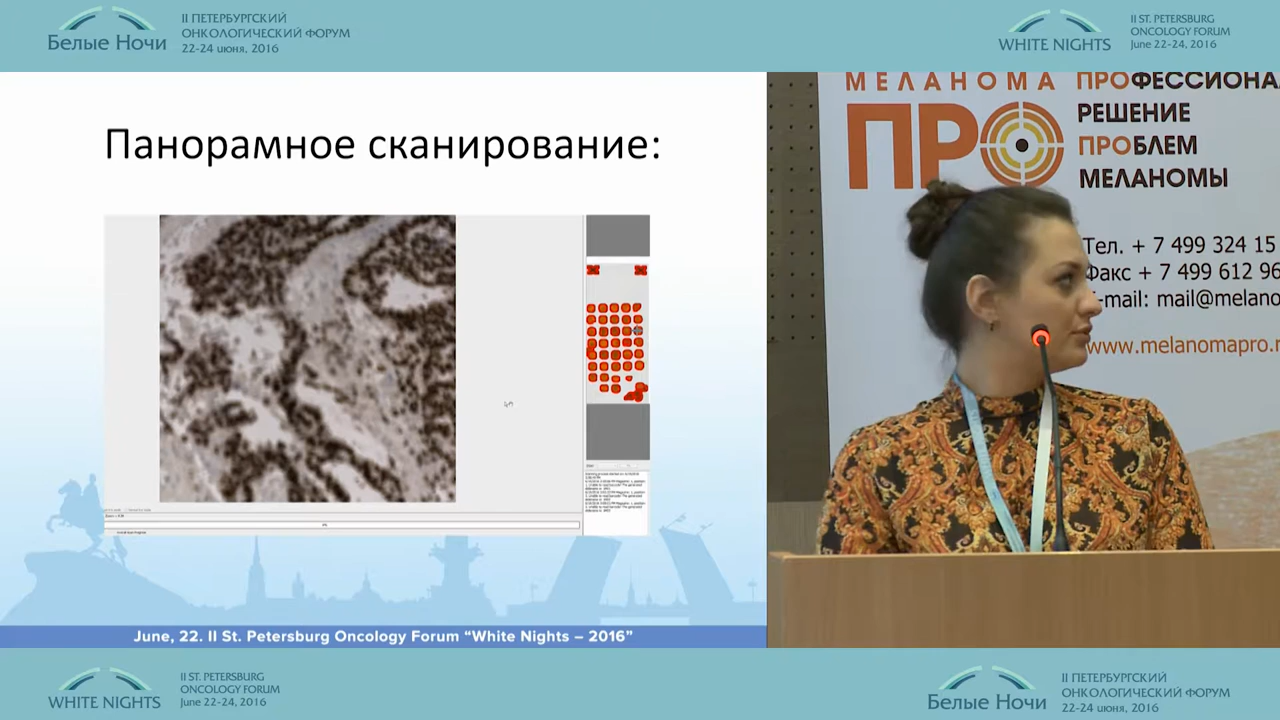 II ПЕТЕРБУРГСКИЙ
ОНКОЛОГИЧЕСКИЙ ФОРУМ
22-24 июня, 2016
Белые Ночи
II ST. PETERSBURG
ONCOLOGY FORUM
June 22-24, 2016
WHITE NIGHTS
Панорамное сканирование:
June, 22. II St. Petersburg Oncology Forum “White Nights – 2016”
МЕЛАНОМА
ПРО
ПРОФЕССИОНА
РЕШЕНИЕ
ПРОБЛЕМ
МЕЛАНОМЫ
Тел. + 7 499 324 15
Факс + 7 499 612 96
E-mail: mail@melano
www.melanomapro.r
II ST. PETERSBURG
ONCOLOGY FORUM
June 22-24, 2016
WHITE NIGHTS
II ПЕТЕРБУРГСКИЙ
ОНКОЛОГИЧЕСКИЙ ФОРУМ
22-24 июня, 2016
Белые Ночи